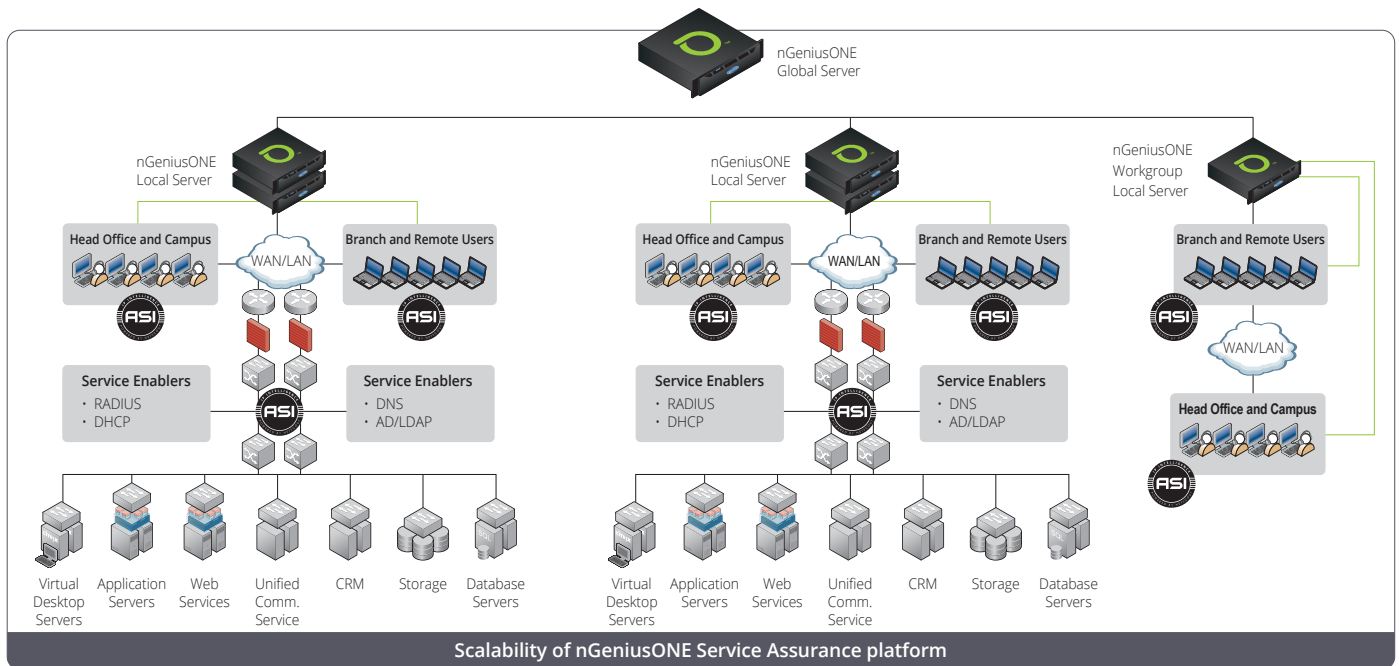 nGeniusONE
Global Server
nGeniusONE
Local Server
Head Office and Campus
WAN/LAN
Branch and Remote Users
ASI
ASI
Service Enablers
• RADIUS
• DHCP
ASI
Service Enablers
• DNS
• AD/LDAP
Virtual
Desktop
Servers
Application
Servers
Web
Services
Unified
Comm.
Service
CRM
Storage
Database
Servers
nGeniusONE
Local Server
Head Office and Campus
WAN/LAN
Branch and Remote Users
ASI
ASI
Service Enablers
• RADIUS
• DHCP
ASI
Service Enablers
• DNS
• AD/LDAP
Virtual
Desktop
Servers
Application
Servers
Web
Services
Unified
Comm.
Service
CRM
Storage
Database
Servers
nGeniusONE
Workgroup
Local Server
Branch and Remote Users
ASI
WAN/LAN
Head Office and Campus
ASI
Scalability of nGeniusONE Service Assurance platform